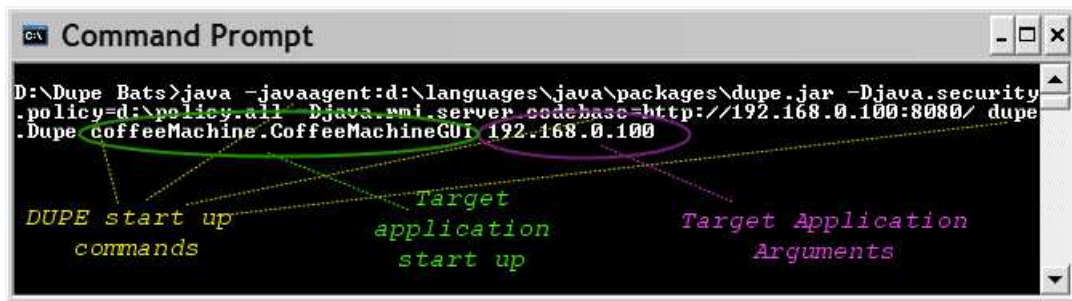 Command Prompt
D:\Dupe Bats>java -javaagent:d:\languages\java\packages\dupe.jar -Djava.security
.policy=d:\policy.all -Djava.rmi.server.codebase=http://192.168.0.100:8080/ dupe
.Dupe coffeeMachine.CoffeeMachineGUI 192.168.0.100
DUPE start up
commands
Target
application
start up
Target Application
Arguments